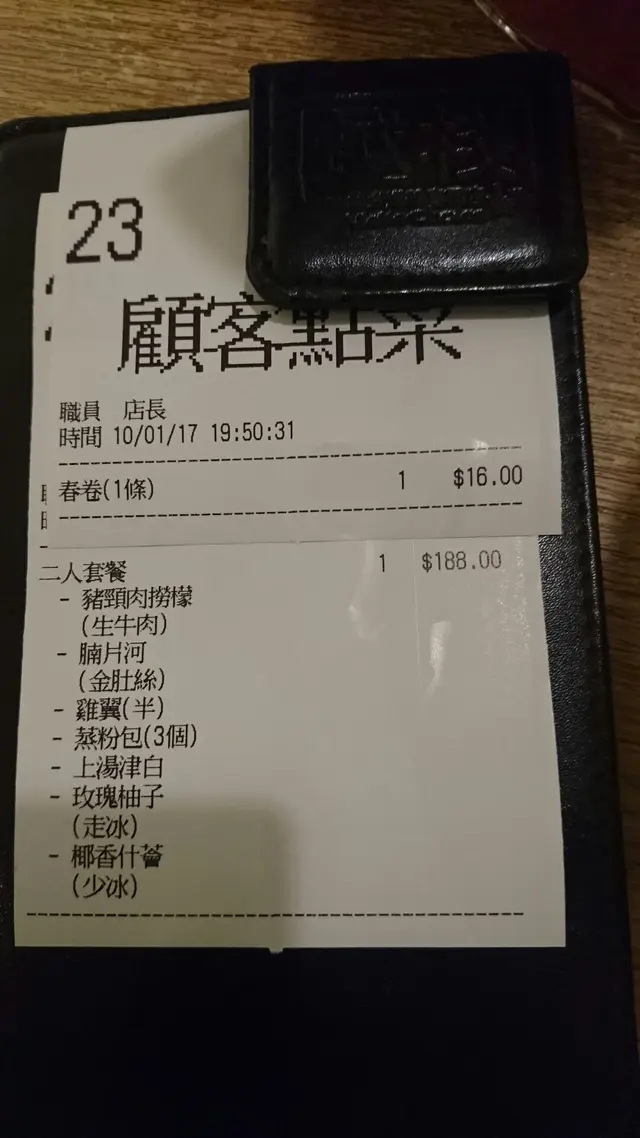 23
顧客點菜
職員 店長
時間 10/01/17 19:50:31
春卷(1條) 1 $16.00
二人套餐 1 $188.00
- 豬頸肉撈檬
(生牛肉)
- 腩片河
(金肚絲)
- 雞翼(半)
- 蒸粉包(3個)
- 上湯津白
- 玫瑰柚子
(走冰)
- 椰香什薈
(少冰)